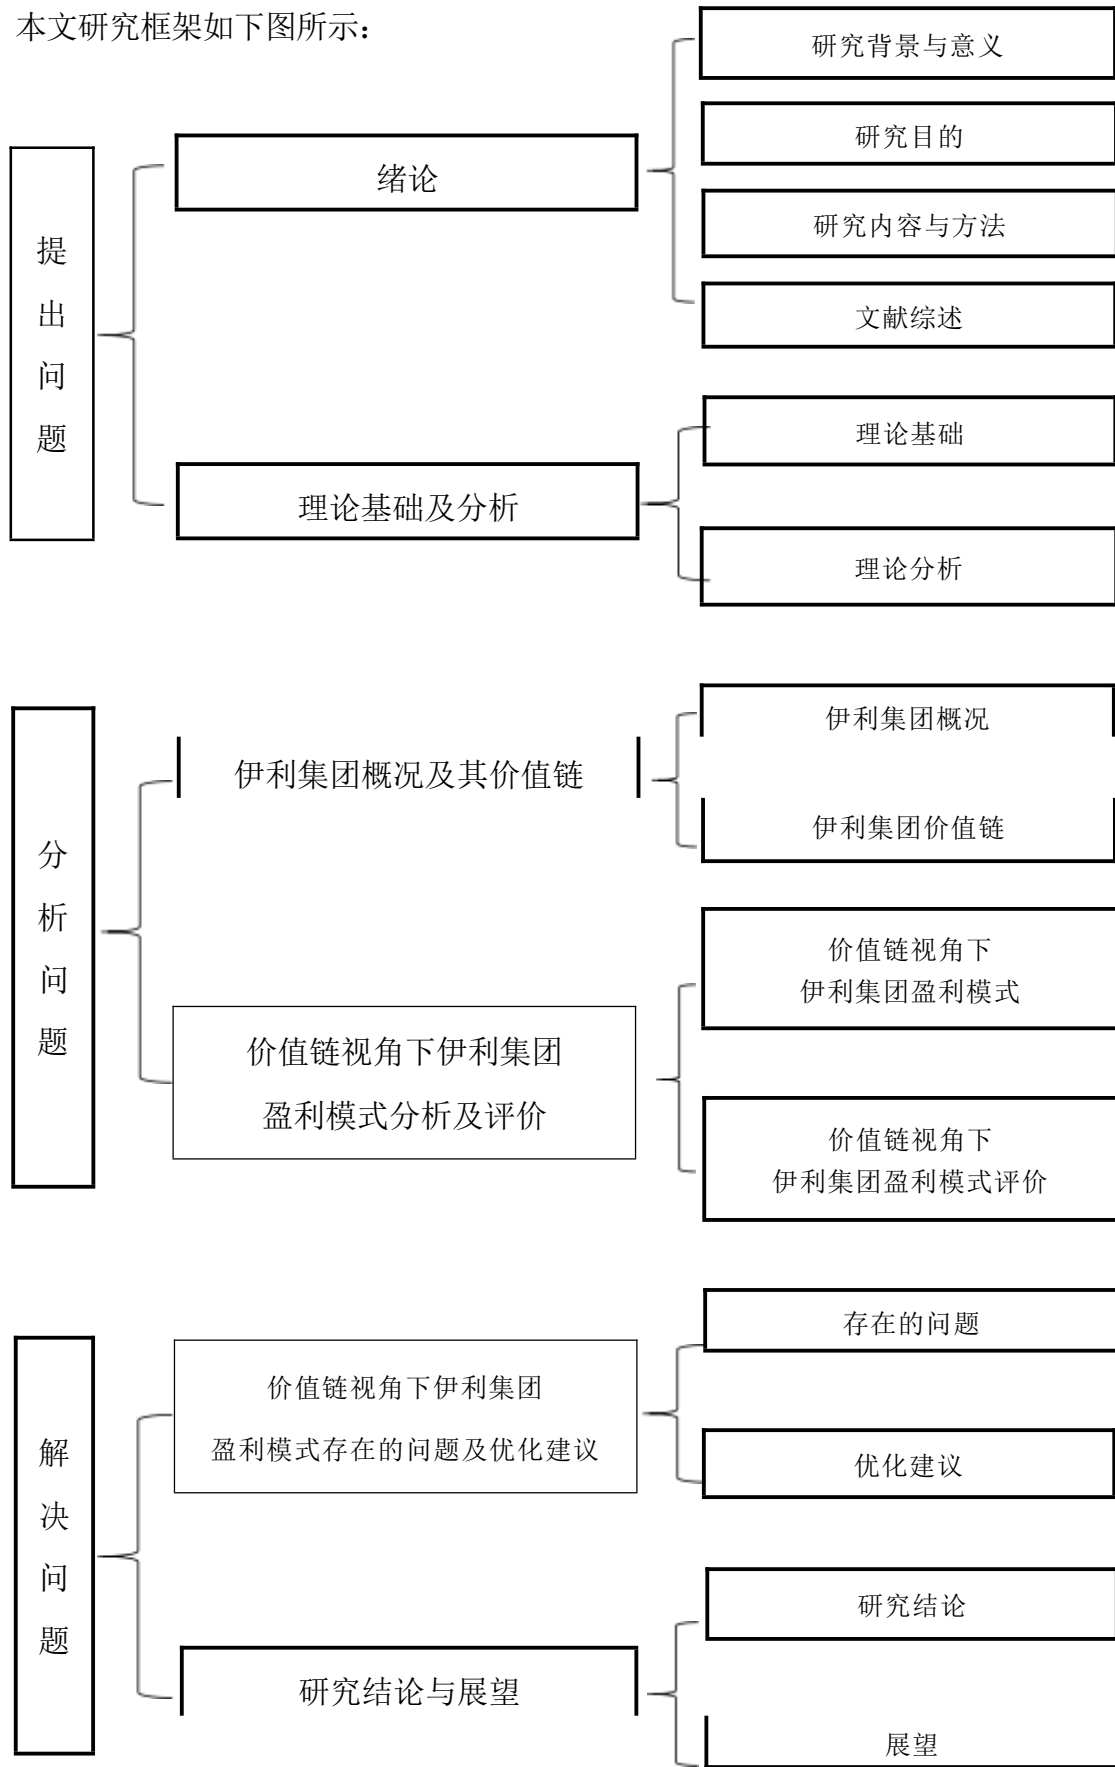 本文研究框架如下图所示：
提
出
问
题
绪论
研究背景与意义
研究目的
研究内容与方法
文献综述
理论基础及分析
理论基础
理论分析
分
析
问
题
伊利集团概况及其价值链
伊利集团概况
伊利集团价值链
价值链视角下伊利集团
盈利模式分析及评价
价值链视角下
伊利集团盈利模式
价值链视角下
伊利集团盈利模式评价
解
决
问
题
价值链视角下伊利集团
盈利模式存在的问题及优化建议
存在的问题
优化建议
研究结论与展望
研究结论
展望